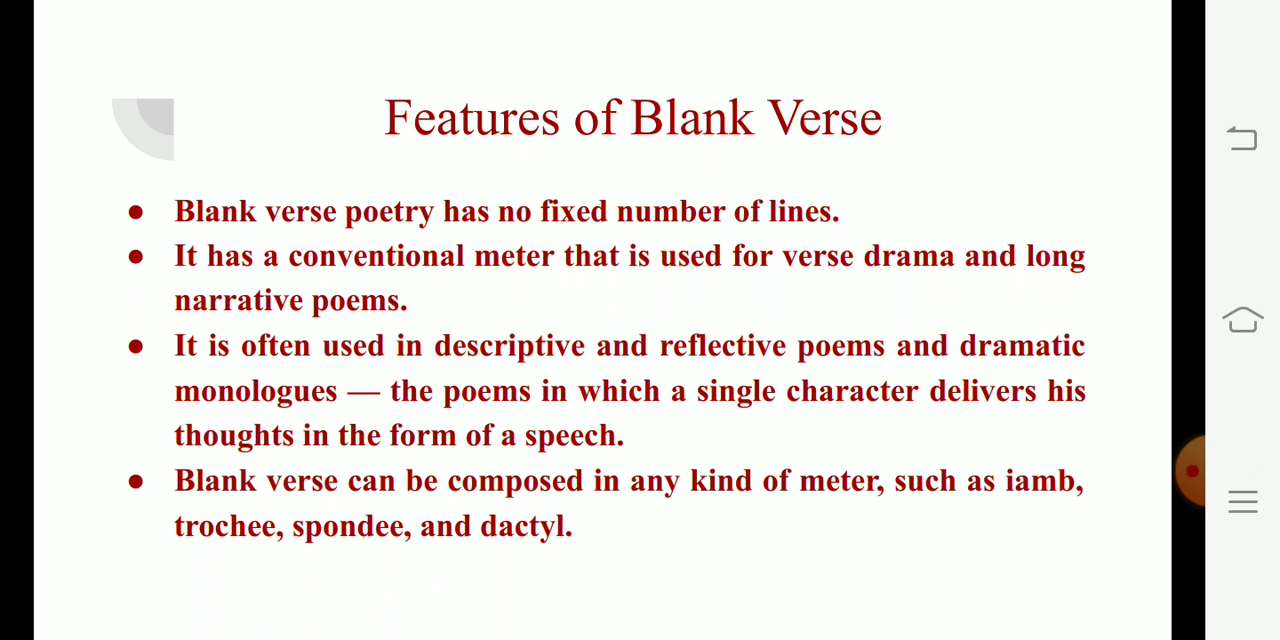 Features of Blank Verse
● Blank verse poetry has no fixed number of lines.
● It has a conventional meter that is used for verse drama and long
narrative poems.
● It is often used in descriptive and reflective poems and dramatic
monologues — the poems in which a single character delivers his
thoughts in the form of a speech.
● Blank verse can be composed in any kind of meter, such as iamb,
trochee, spondee, and dactyl.